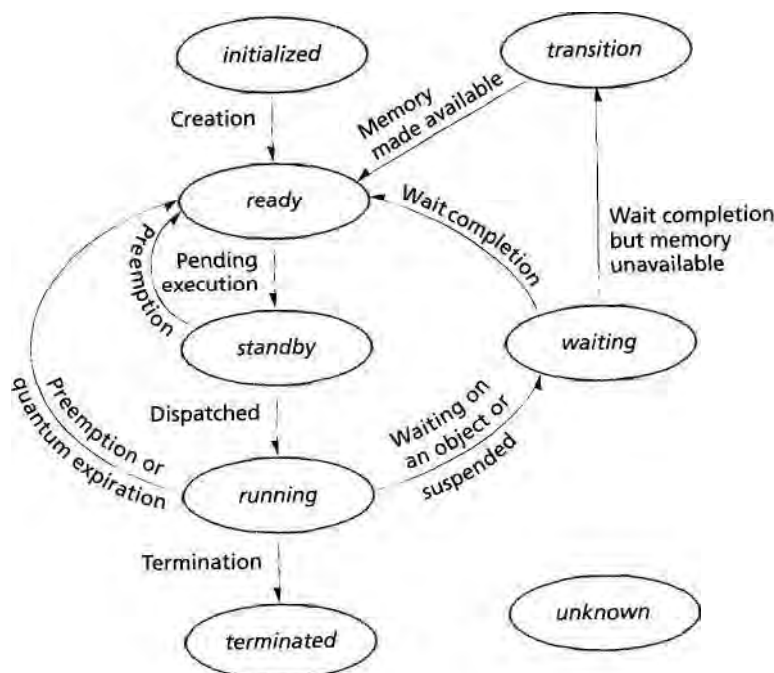 initialized
transition
Creation
Memory
made available
ready
Wait completion
Wait completion
but memory
unavailable
Preemption
Pending
execution
standby
waiting
Dispatched
Preemption or
quantum expiration
Waiting on
an object or
suspended
running
Termination
unknown
terminated